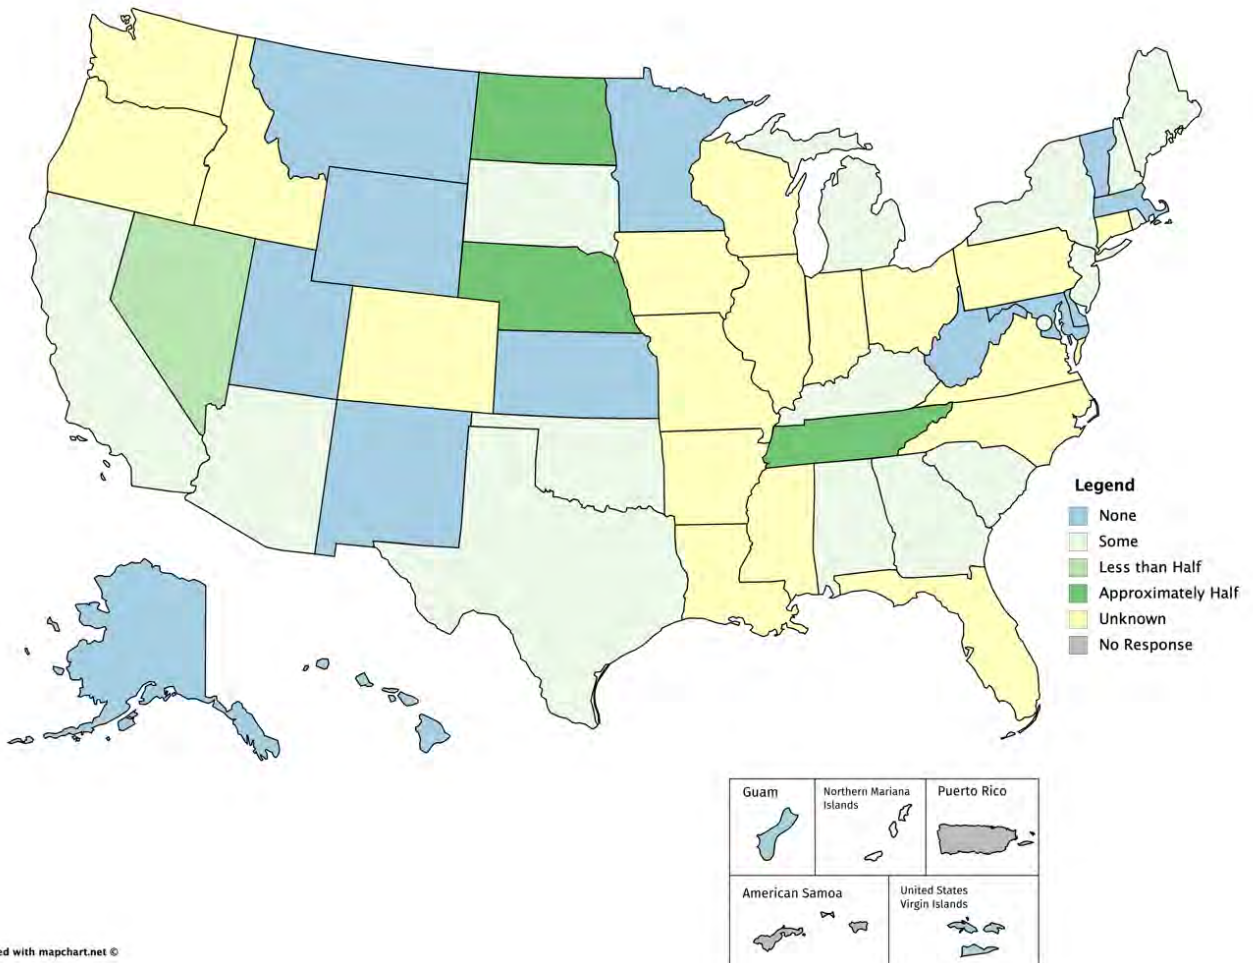 Legend
None
Some
Less than Half
Approximately Half
Unknown
No Response
Guam
Northern Mariana
Islands
Puerto Rico
American Samoa
United States
Virgin Islands
ed with mapchart.net ©